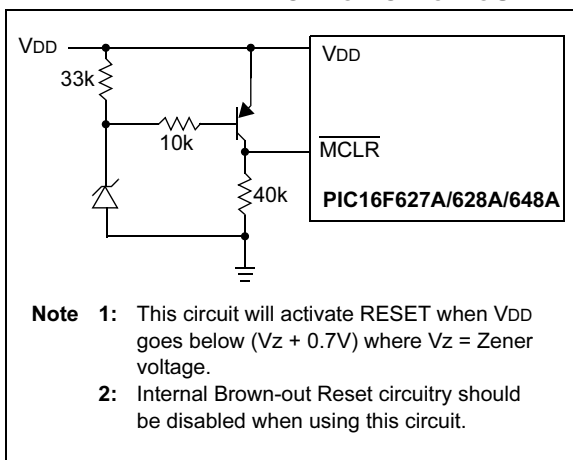 VDD
VDD
33k
10k
MCLR
40k
PIC16F627A/628A/648A
Note 1: This circuit will activate RESET when VDD
goes below (Vz + 0.7V) where Vz = Zener
voltage.
2: Internal Brown-out Reset circuitry should
be disabled when using this circuit.